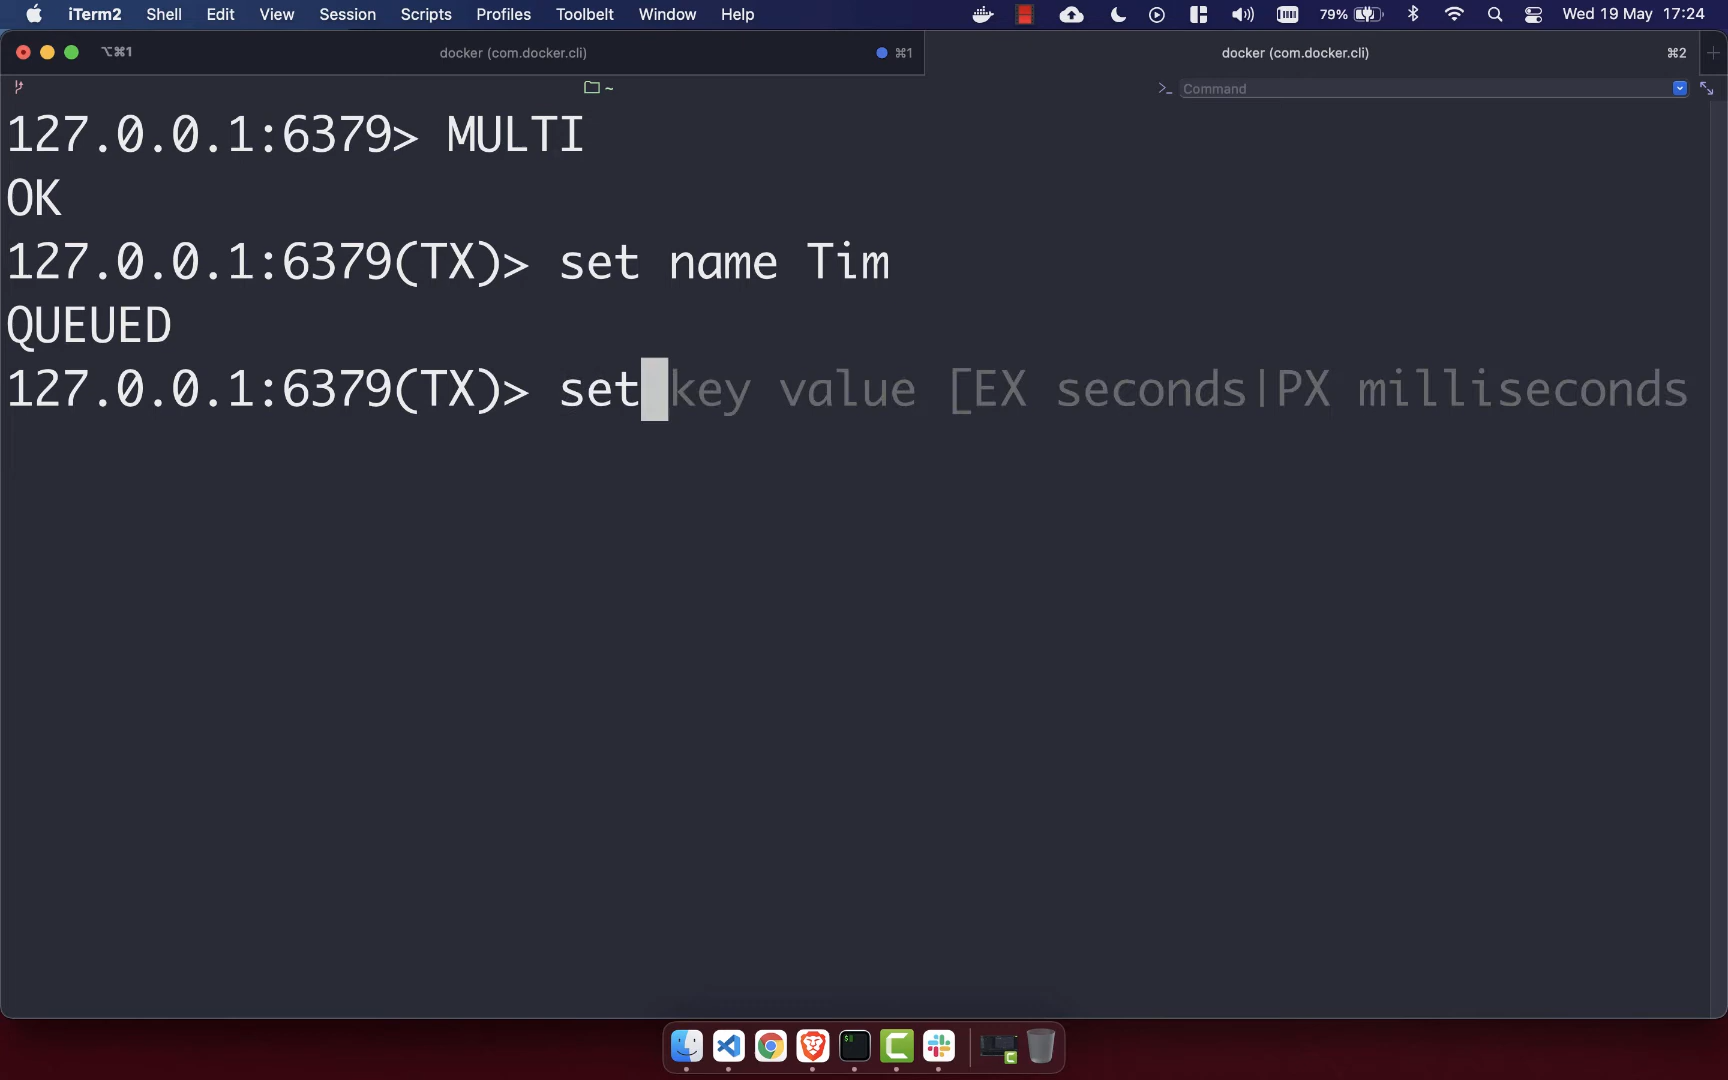 iTerm2 Shell Edit View Session Scripts Profiles Toolbelt Window Help 79% Wed 19 May 17:24
⌥⌘1 docker (com.docker.cli) ⌘1 docker (com.docker.cli) ⌘2
~ >_ Command
127.0.0.1:6379> MULTI
OK
127.0.0.1:6379(TX)> set name Tim
QUEUED
127.0.0.1:6379(TX)> set key value [EX seconds|PX milliseconds